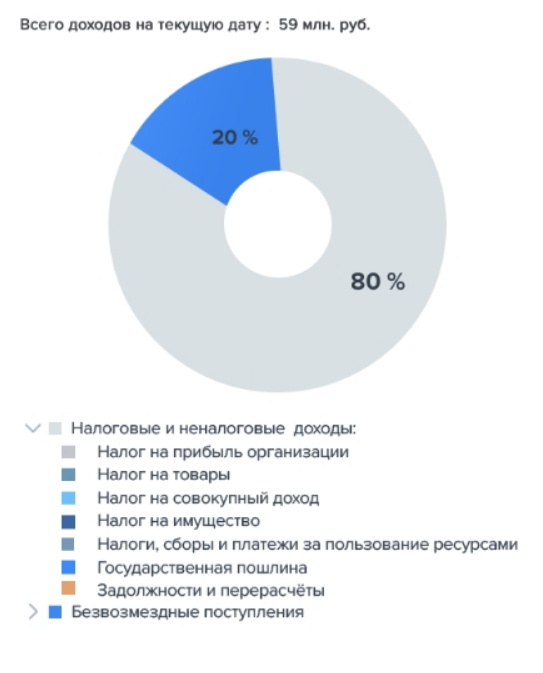 Всего доходов на текущую дату : 59 млн. руб.
20 %
80 %
Налоговые и неналоговые доходы:
Налог на прибыль организации
Налог на товары
Налог на совокупный доход
Налог на имущество
Налоги, сборы и платежи за пользование ресурсами
Государственная пошлина
Задолжности и перерасчёты
Безвозмездные поступления